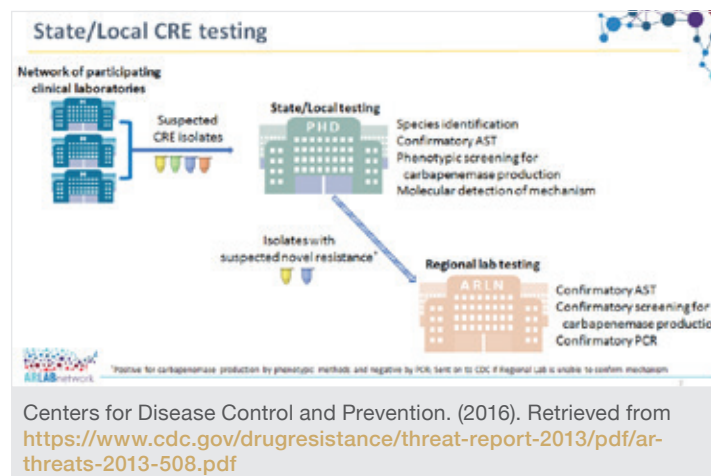 State/Local CRE testing
Network of participating
clinical laboratories
Suspected
CRE isolates
State/Local testing
PHD
Species identification
Confirmatory AST
Phenotypic screening for
carbapenemase production
Molecular detection of mechanism
Isolates with
suspected novel resistance*
Regional lab testing
ARLN
Confirmatory AST
Confirmatory screening for
carbapenemase production
Confirmatory PCR
ARLABnetwork
*Positive for carbapenemase production by phenotypic methods and negative by PCR; Sent on to CDC if Regional Lab is unable to confirm mechanism
Centers for Disease Control and Prevention. (2016). Retrieved from
https://www.cdc.gov/drugresistance/threat-report-2013/pdf/ar-
threats-2013-508.pdf